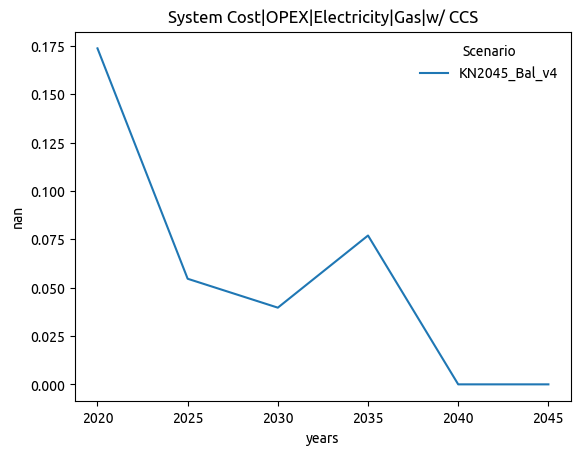 System Cost|OPEX|Electricity|Gas|w/ CCS
Scenario
KN2045_Bal_v4
0.175
0.150
0.125
0.100
0.075
0.050
0.025
0.000
nan
2020 2025 2030 2035 2040 2045
years